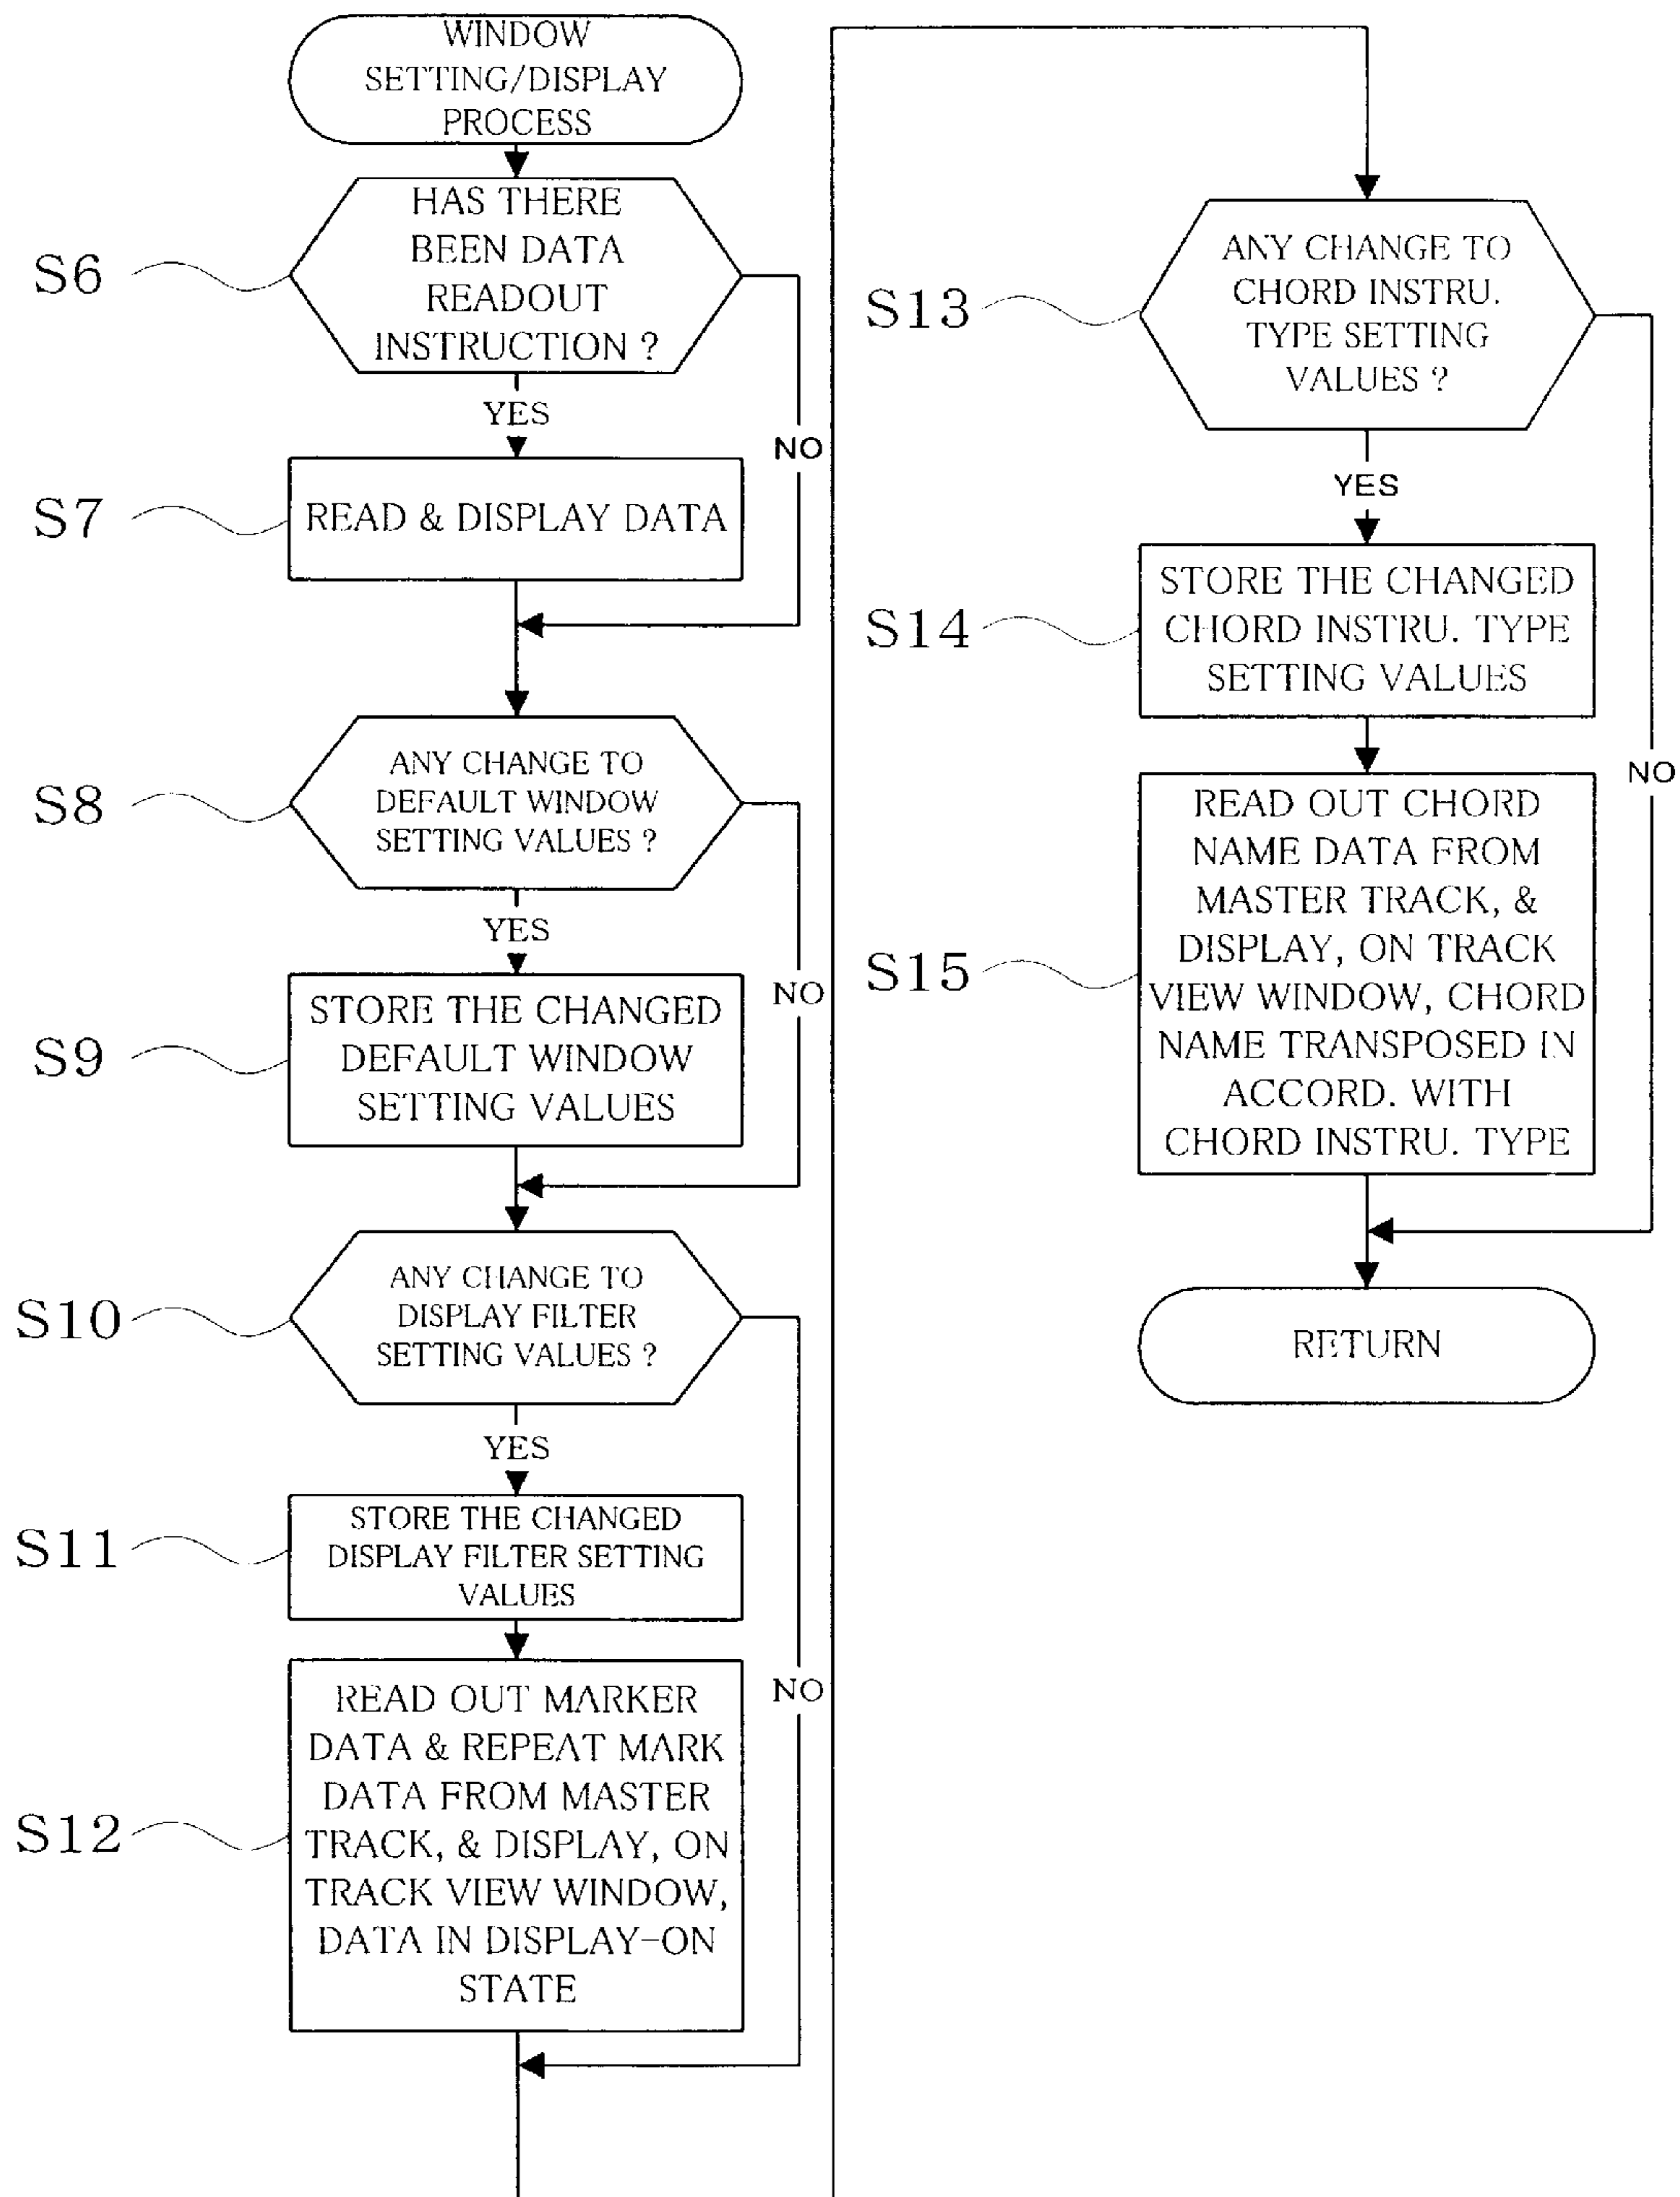 WINDOW
SETTING/DISPLAY
PROCESS
S6
HAS THERE
BEEN DATA
READOUT
INSTRUCTION ?
YES
NO
S7
READ & DISPLAY DATA
S8
ANY CHANGE TO
DEFAULT WINDOW
SETTING VALUES ?
YES
NO
S9
STORE THE CHANGED
DEFAULT WINDOW
SETTING VALUES
S10
ANY CHANGE TO
DISPLAY FILTER
SETTING VALUES ?
YES
NO
S11
STORE THE CHANGED
DISPLAY FILTER SETTING
VALUES
S12
READ OUT MARKER
DATA & REPEAT MARK
DATA FROM MASTER
TRACK, & DISPLAY, ON
TRACK VIEW WINDOW,
DATA IN DISPLAY-ON
STATE
S13
ANY CHANGE TO
CHORD INSTRU.
TYPE SETTING
VALUES ?
YES
NO
S14
STORE THE CHANGED
CHORD INSTRU. TYPE
SETTING VALUES
S15
READ OUT CHORD
NAME DATA FROM
MASTER TRACK, &
DISPLAY, ON TRACK
VIEW WINDOW, CHORD
NAME TRANSPOSED IN
ACCORD. WITH
CHORD INSTRU. TYPE
RETURN